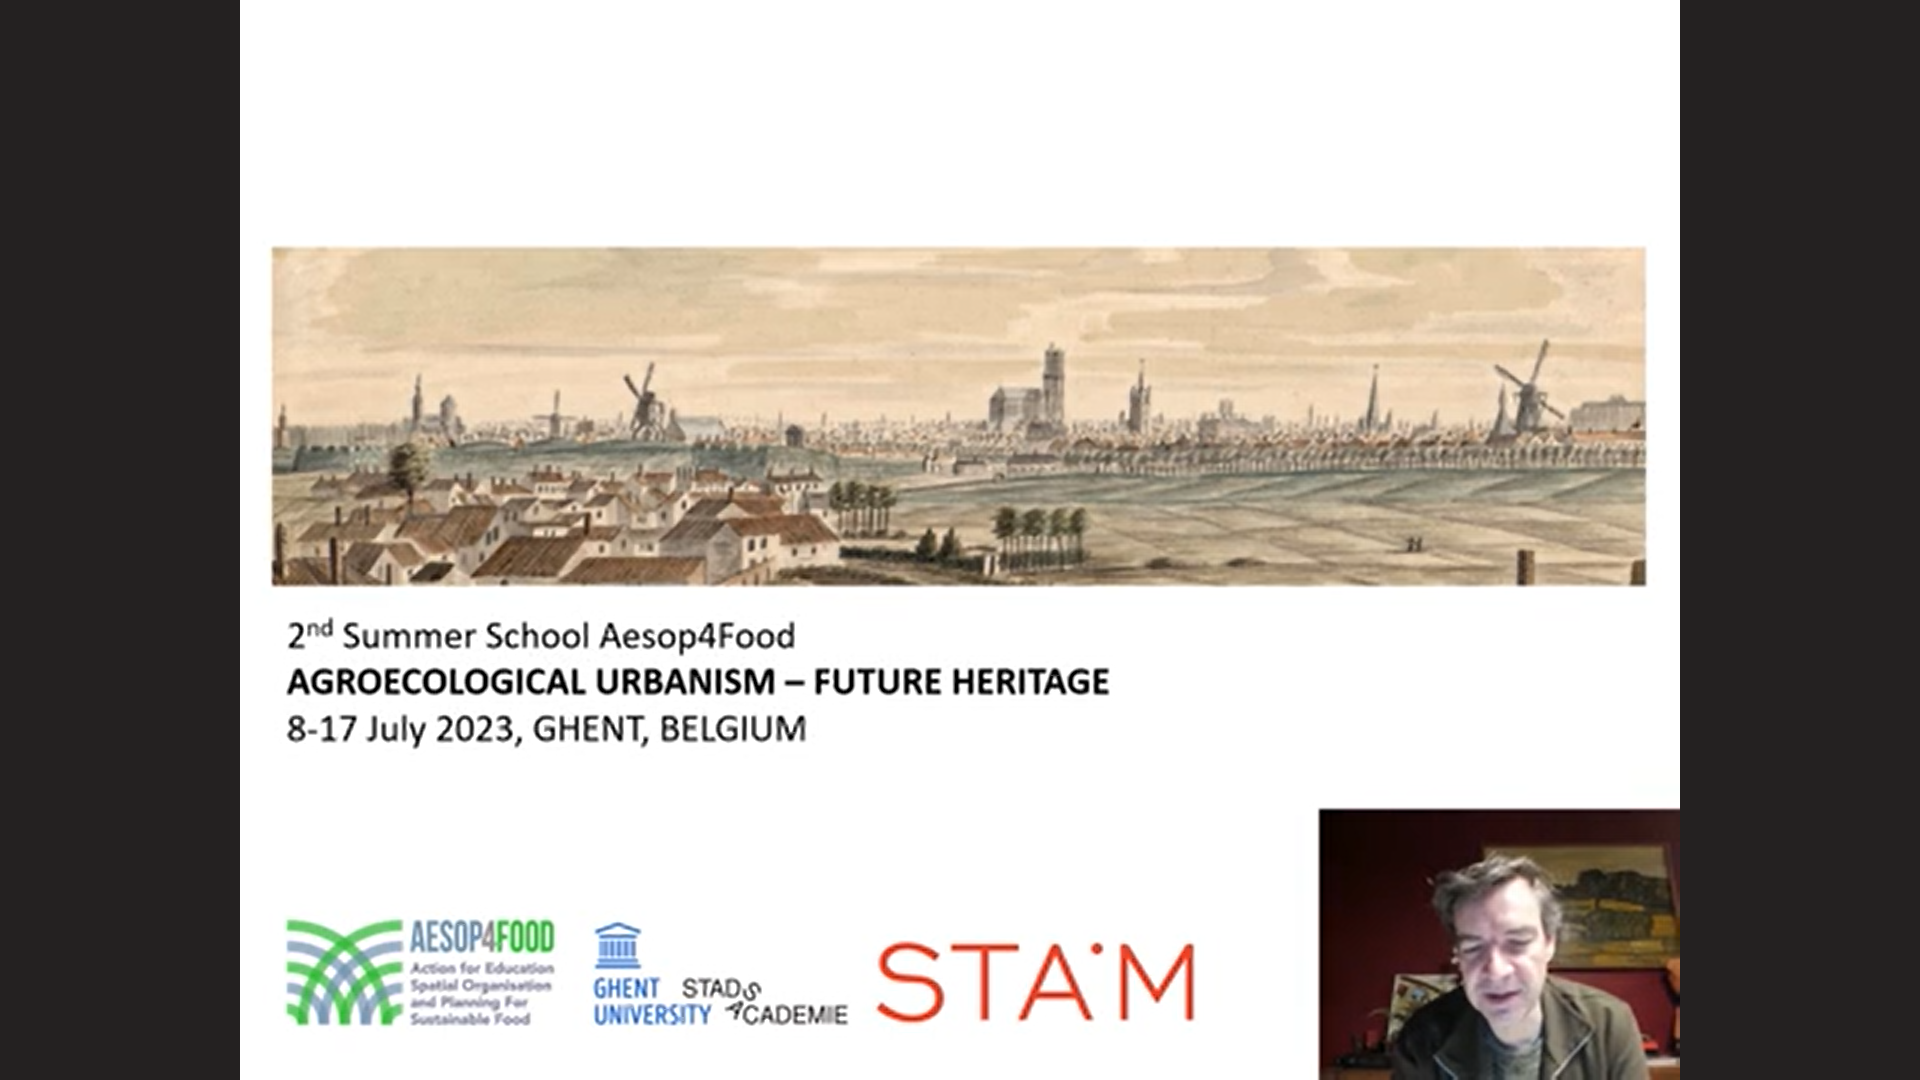 2nd Summer School Aesop4Food
AGROECOLOGICAL URBANISM – FUTURE HERITAGE
8-17 July 2023, GHENT, BELGIUM
AESOP4FOOD
Action for Education
Spatial Organisation
and Planning For
Sustainable Food
GHENT
UNIVERSITY
STADS
ACADEMIE
STAM